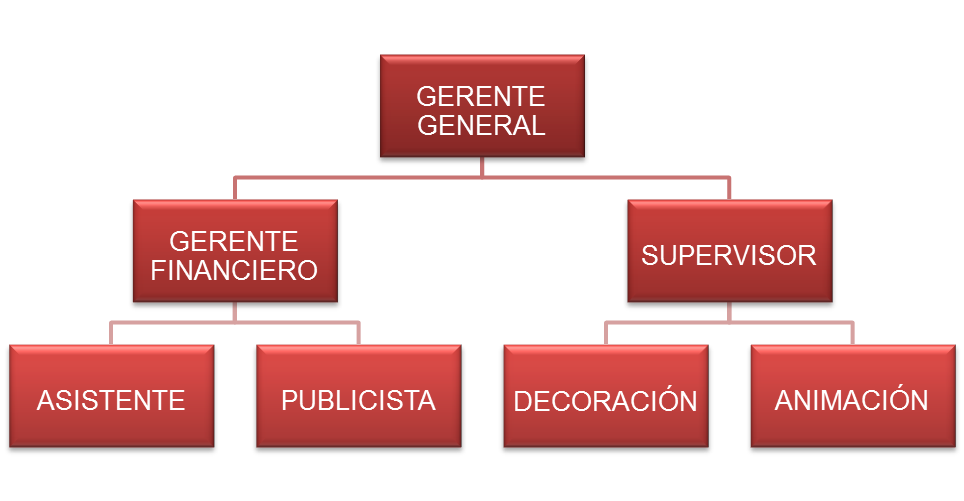 GERENTE
GENERAL
GERENTE
FINANCIERO
SUPERVISOR
ASISTENTE
PUBLICISTA
DECORACIÓN
ANIMACIÓN